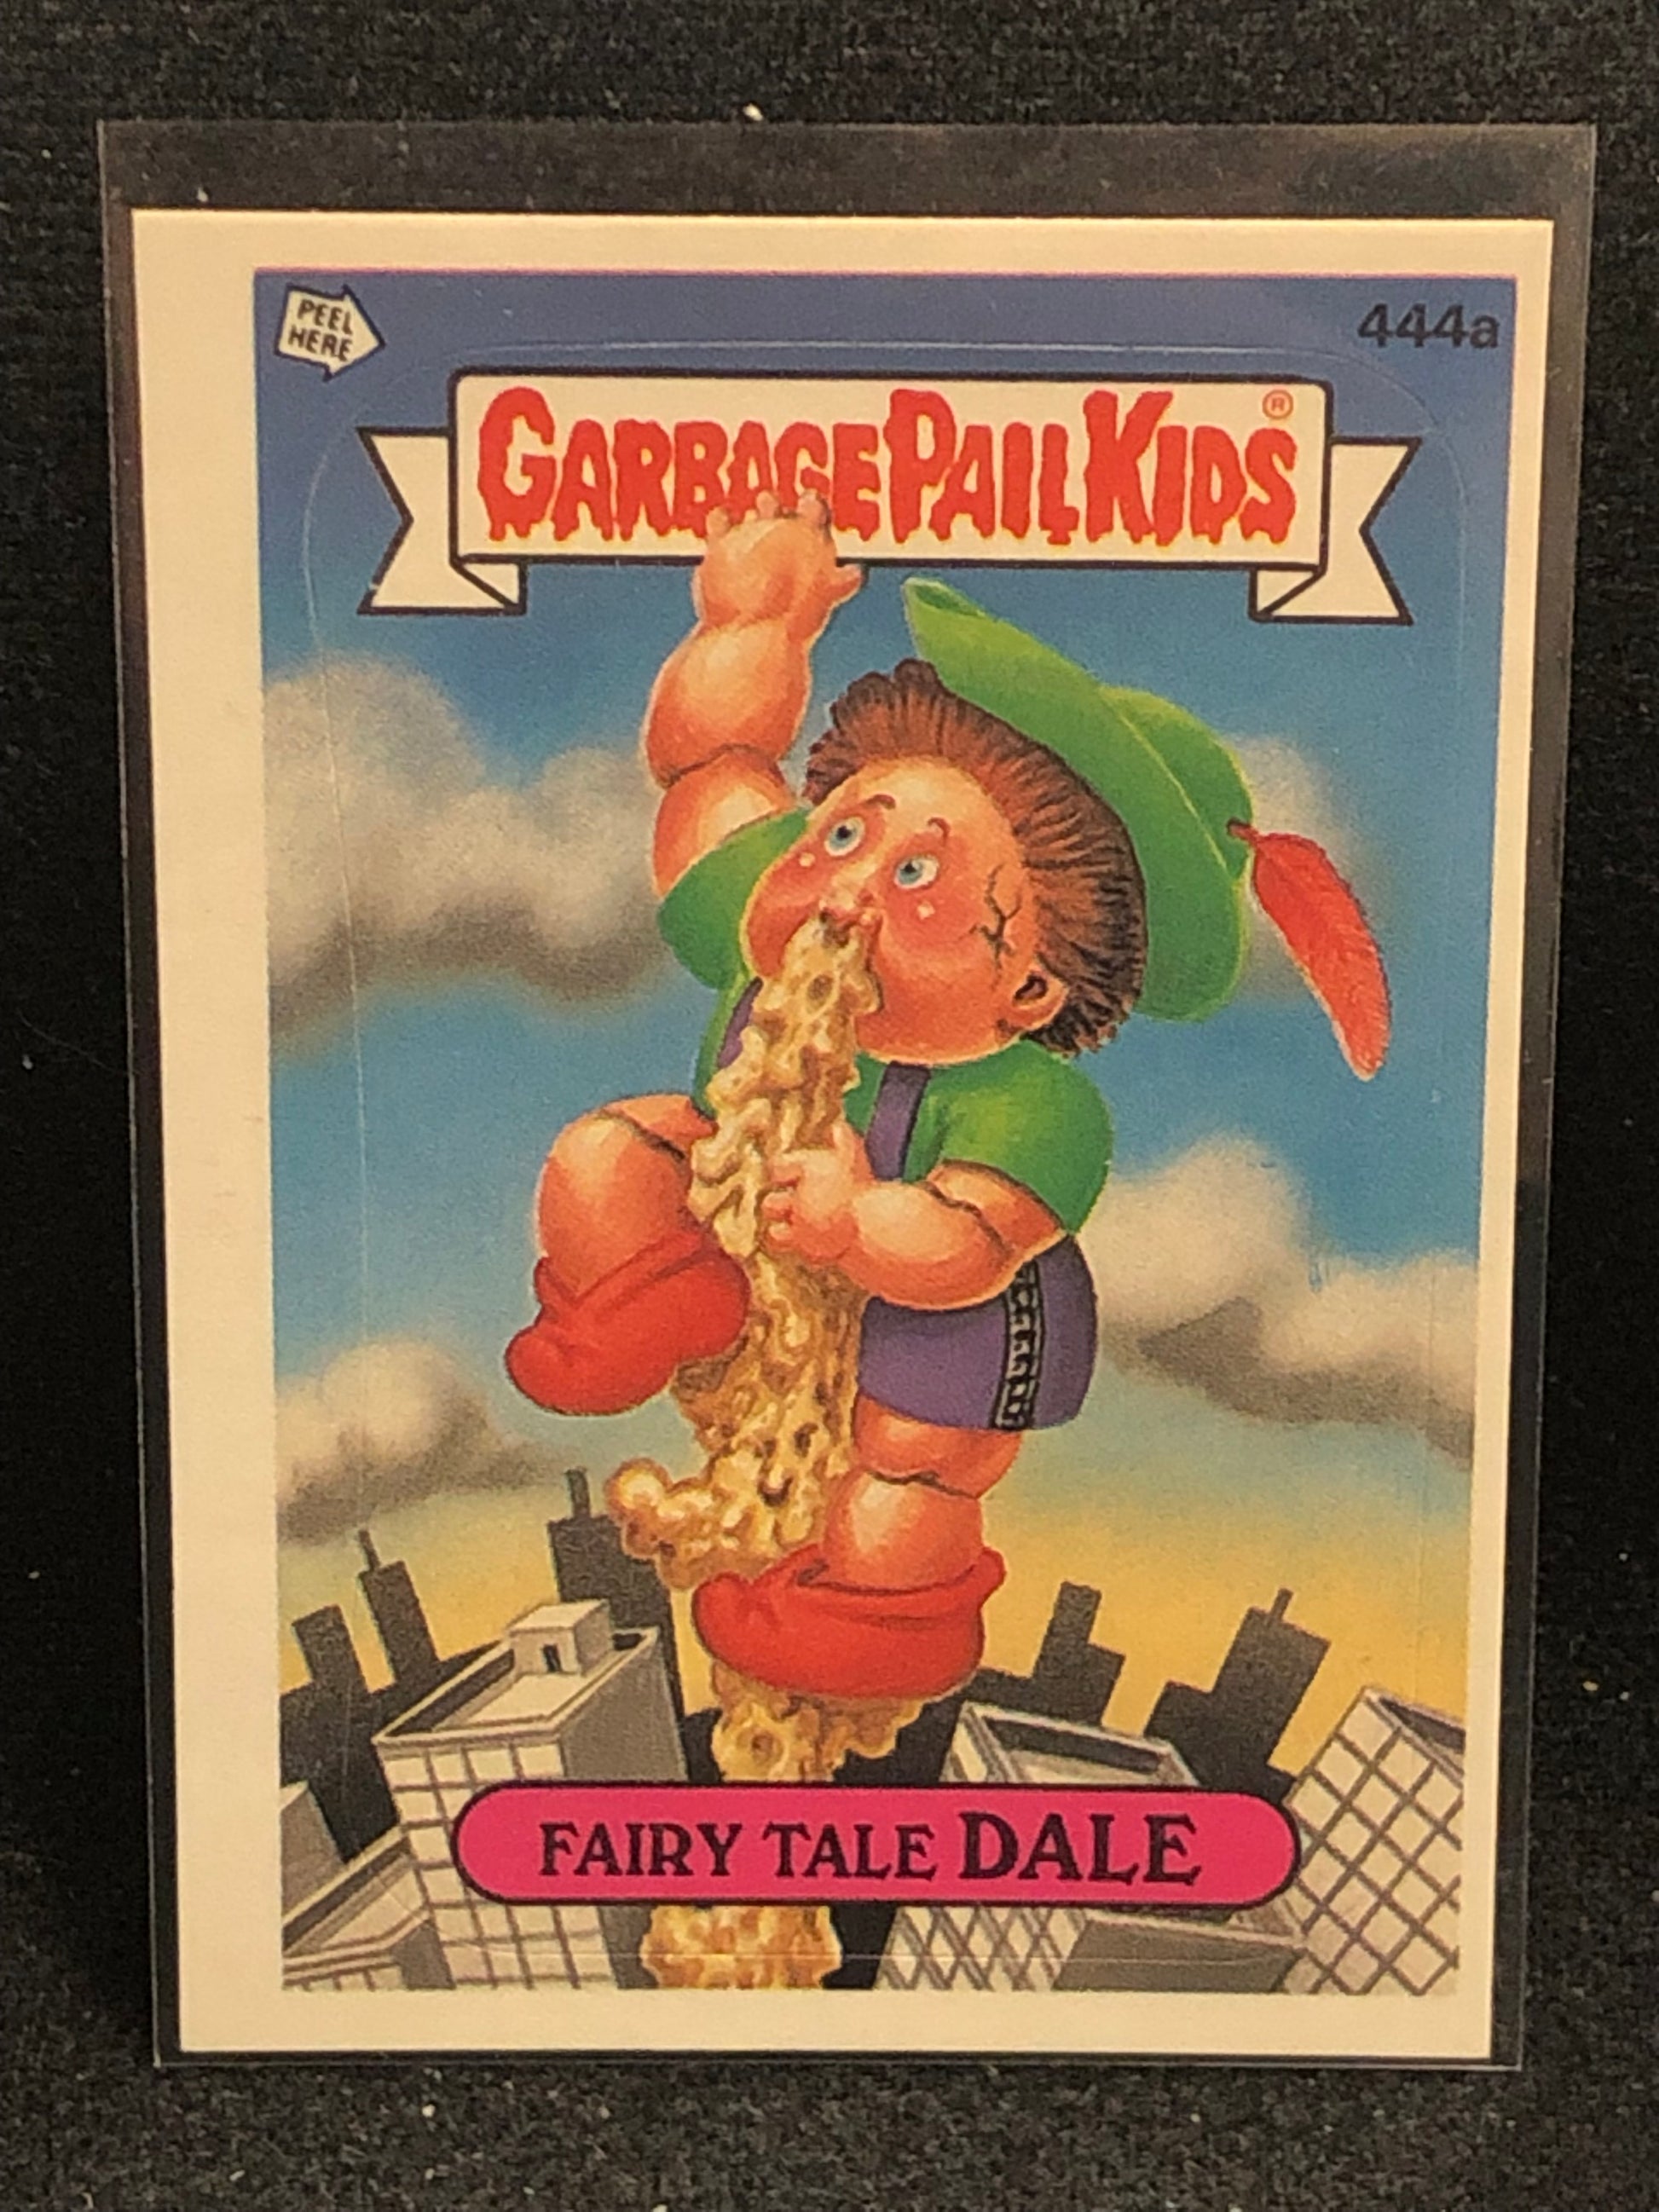 PEEL
HERE
444a
GARBAGE PAIL KIDS®
FAIRY TALE DALE